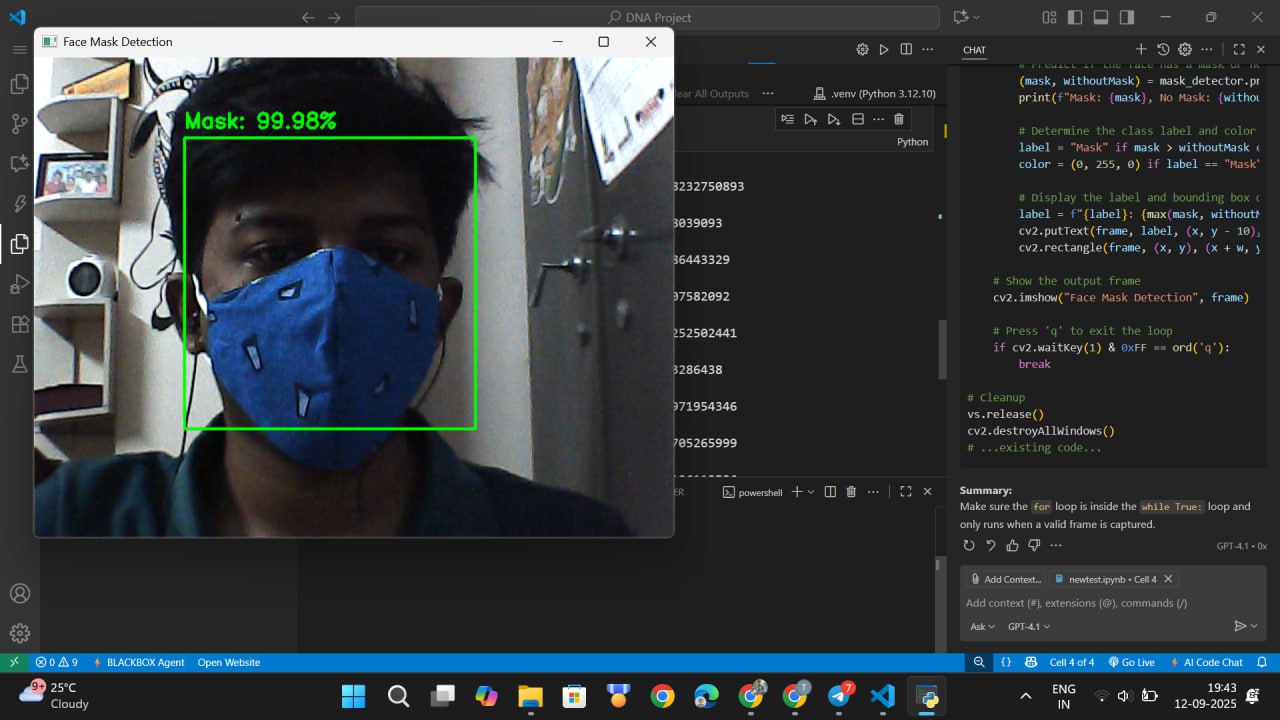 DNA Project
Face Mask Detection
Mask: 99.98%
Clear All Outputs
.venv (Python 3.12.10)
Python
3232750893
3039093
36443329
07582092
252502441
3286438
971954346
705265999
powershell
CHAT
# Predict if the face has a mask or no
(mask, withoutMask) = mask_detector.pr
print(f"Mask: {mask}, No Mask: {withou
# Determine the class label and color
label = "Mask" if mask > withoutMask e
color = (0, 255, 0) if label == "Mask"
# Display the label and bounding box o
label = f"{label}: {max(mask, withoutM
cv2.putText(frame, label, (x, y - 10),
cv2.rectangle(frame, (x, y), (x + w, y
# Show the output frame
cv2.imshow("Face Mask Detection", frame)
# Press 'q' to exit the loop
if cv2.waitKey(1) & 0xFF == ord('q'):
break
# Cleanup
vs.release()
cv2.destroyAllWindows()
# ...existing code...
Summary:
Make sure the for loop is inside the while True: loop and
only runs when a valid frame is captured.
GPT-4.1 • 0x
Add Context...
newtest.ipynb • Cell 4
Add context (#), extensions (@), commands (/)
Ask
GPT-4.1
0 9
BLACKBOX Agent
Open Website
Cell 4 of 4
Go Live
AI Code Chat
9+
25°C
Cloudy
T
7
ENG
IN
19:43
12-09-2025